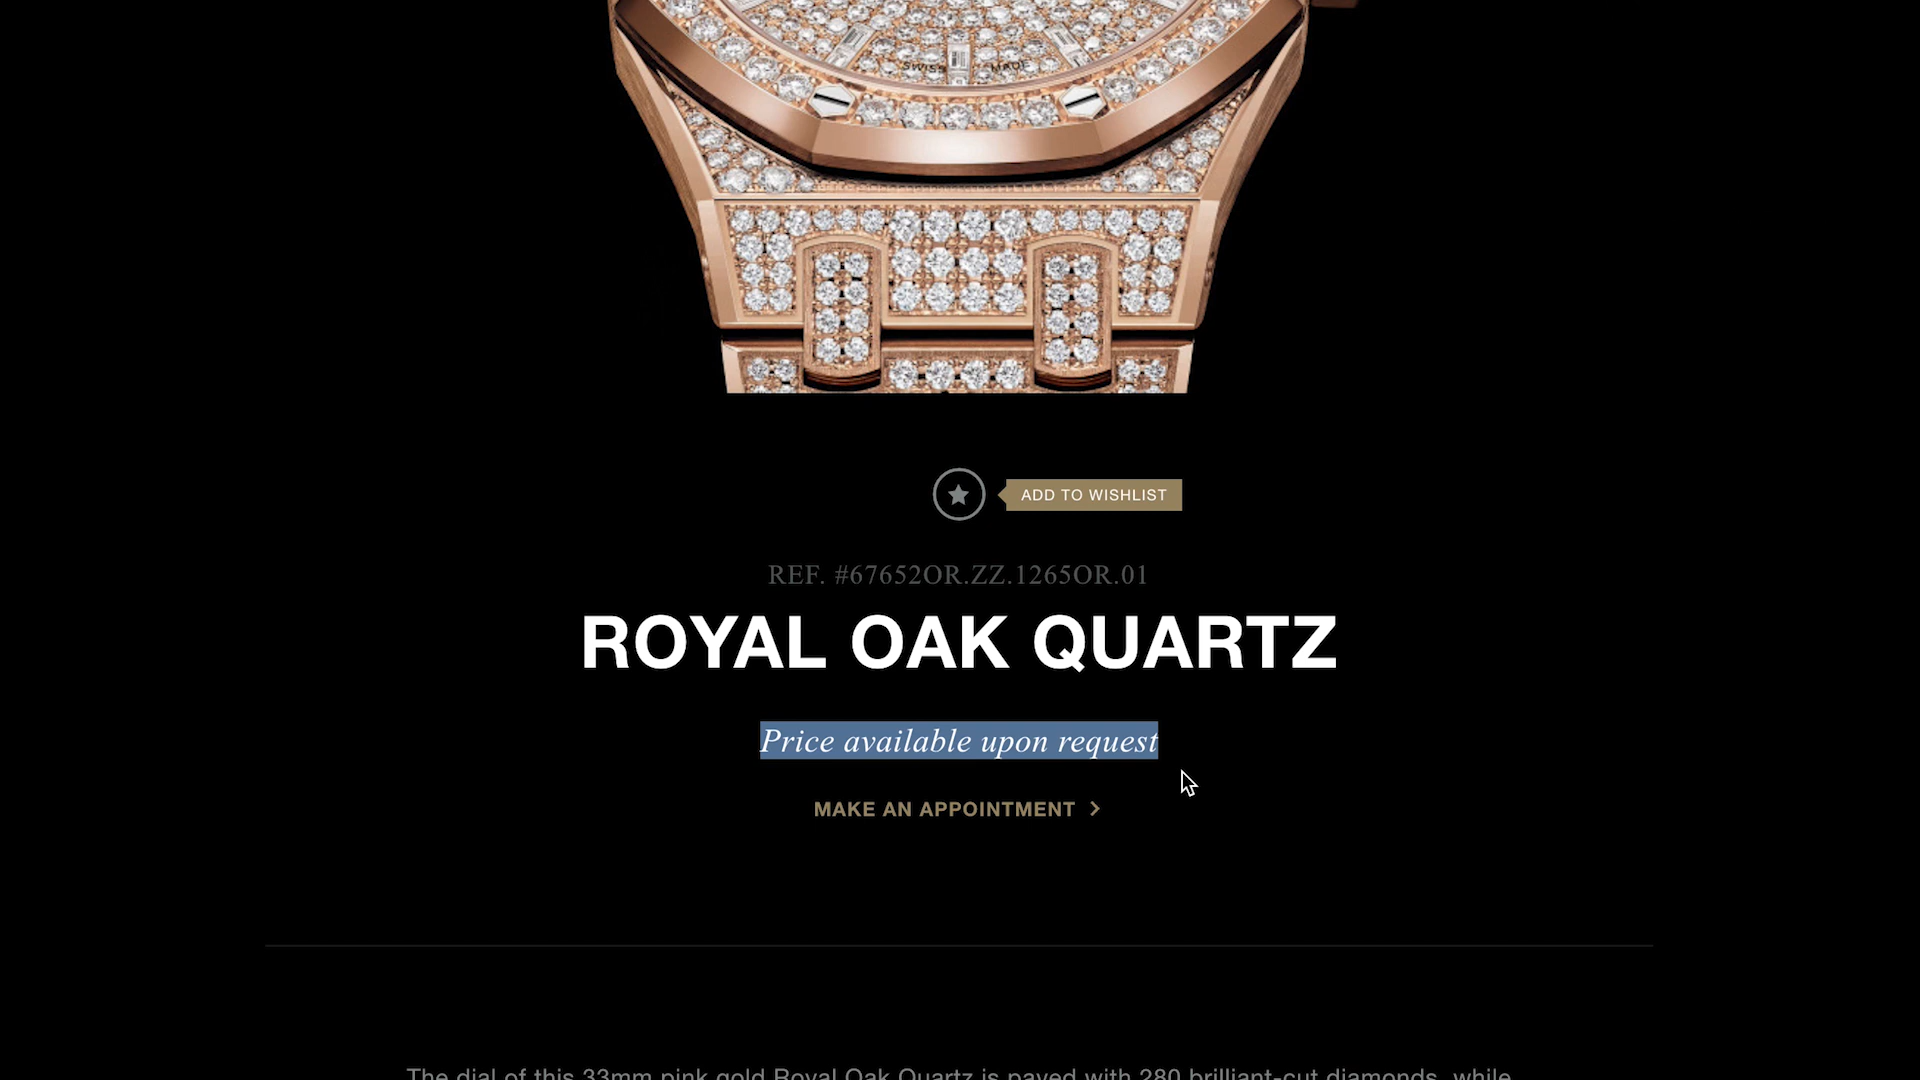 SWISS MADE
ADD TO WISHLIST
REF. #67652OR.ZZ.1265OR.01
ROYAL OAK QUARTZ
Price available upon request
MAKE AN APPOINTMENT
The dial of this 33mm pink gold Royal Oak Quartz is paved with 280 brilliant-cut diamonds, while